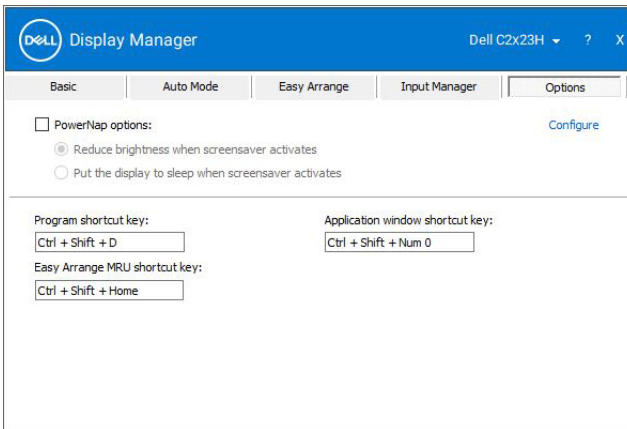 DELL Display Manager Dell C2x23H ? X
Basic Auto Mode Easy Arrange Input Manager Options
PowerNap options: Configure
Reduce brightness when screensaver activates
Put the display to sleep when screensaver activates
Program shortcut key: Application window shortcut key:
Ctrl + Shift + D Ctrl + Shift + Num 0
Easy Arrange MRU shortcut key:
Ctrl + Shift + Home